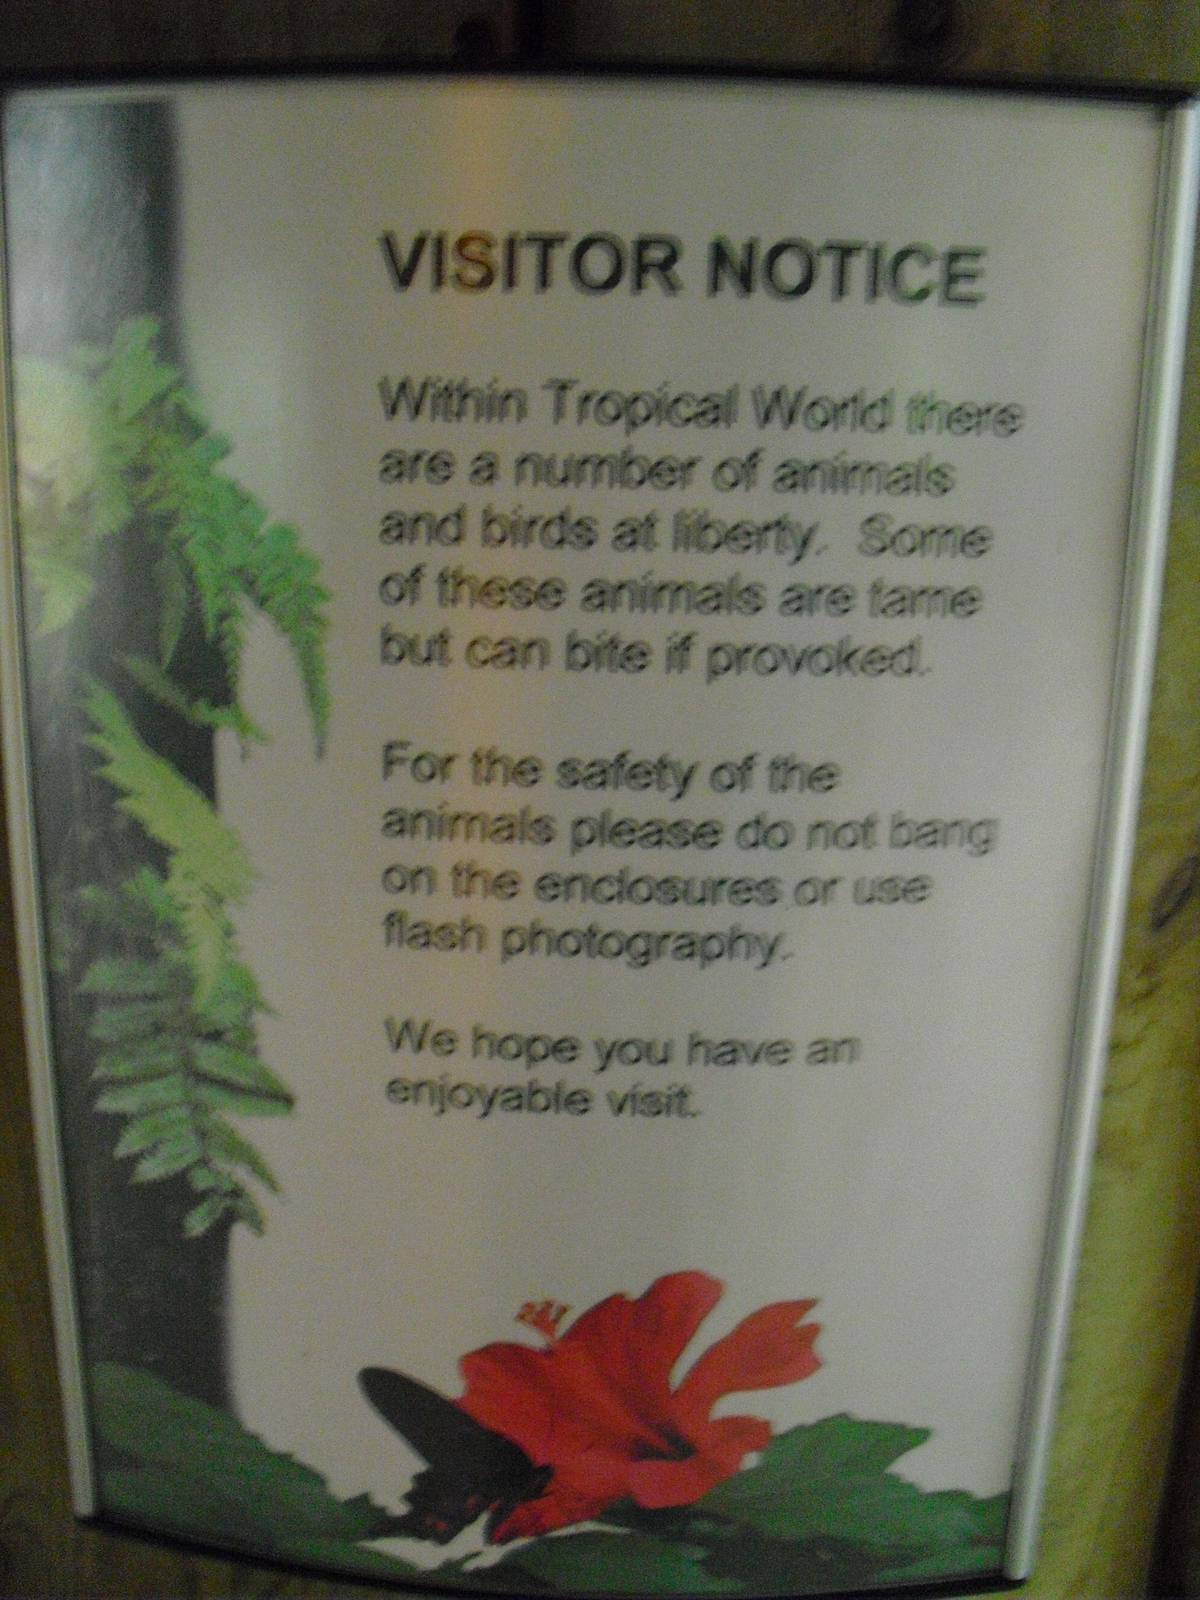 VISITOR NOTICE
Within Tropical World there
are a number of animals
and birds at liberty. Some
of these animals are tame
but can bite if provoked.
For the safety of the
animals please do not bang
on the enclosures or use
flash photography.
We hope you have an
enjoyable visit.